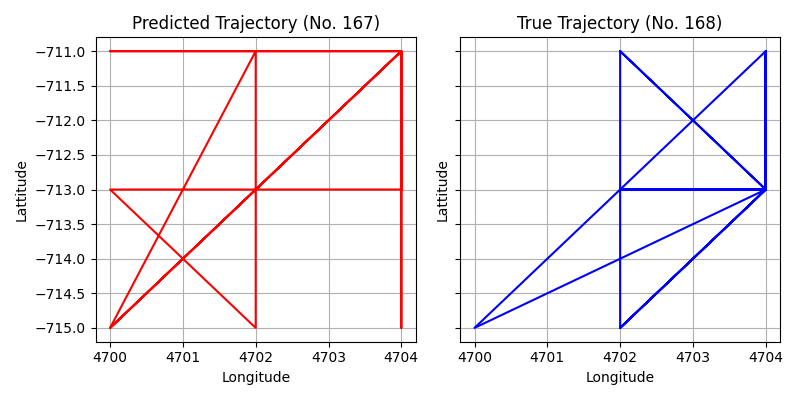 Predicted Trajectory (No. 167)
True Trajectory (No. 168)
−711.0
−711.5
−712.0
−712.5
−713.0
−713.5
−714.0
−714.5
−715.0
Lattitude
Lattitude
4700 4701 4702 4703 4704
4700 4701 4702 4703 4704
Longitude
Longitude